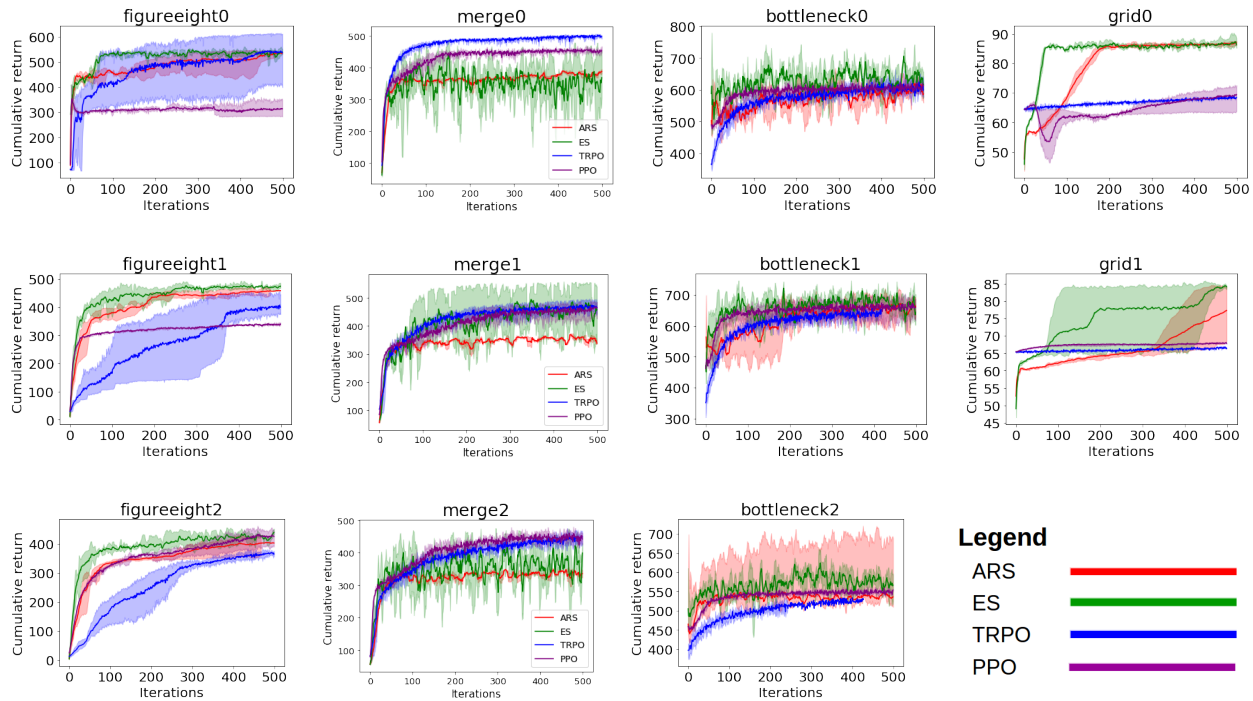 figureeight0
Cumulative return
600
500
400
300
200
100
0 100 200 300 400 500
Iterations
merge0
Cumulative return
500
400
300
200
100
0 100 200 300 400 500
Iterations
ARS
ES
TRPO
PPO
bottleneck0
Cumulative return
800
700
600
500
400
0 100 200 300 400 500
Iterations
grid0
Cumulative return
90
80
70
60
50
0 100 200 300 400 500
Iterations
figureeight1
Cumulative return
500
400
300
200
100
0
0 100 200 300 400 500
Iterations
merge1
Cumulative return
500
400
300
200
100
0 100 200 300 400 500
Iterations
ARS
ES
TRPO
PPO
bottleneck1
Cumulative return
700
600
500
400
300
0 100 200 300 400 500
Iterations
grid1
Cumulative return
85
80
75
70
65
60
55
50
45
0 100 200 300 400 500
Iterations
figureeight2
Cumulative return
400
300
200
100
0
0 100 200 300 400 500
Iterations
merge2
Cumulative return
500
400
300
200
100
0 100 200 300 400 500
Iterations
ARS
ES
TRPO
PPO
bottleneck2
Cumulative return
700
650
600
550
500
450
400
0 100 200 300 400 500
Iterations
Legend
ARS
ES
TRPO
PPO